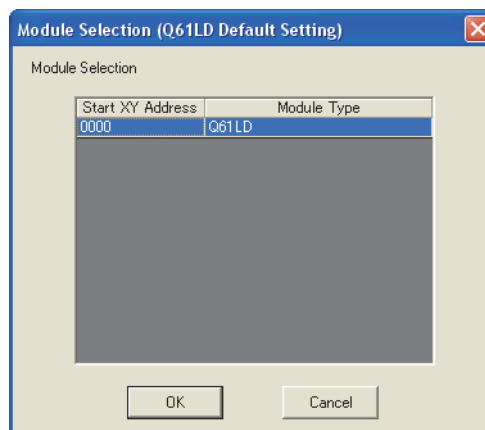 Module Selection (Q61LD Default Setting)
Module Selection
Start XY Address Module Type
0000 Q61LD
OK Cancel